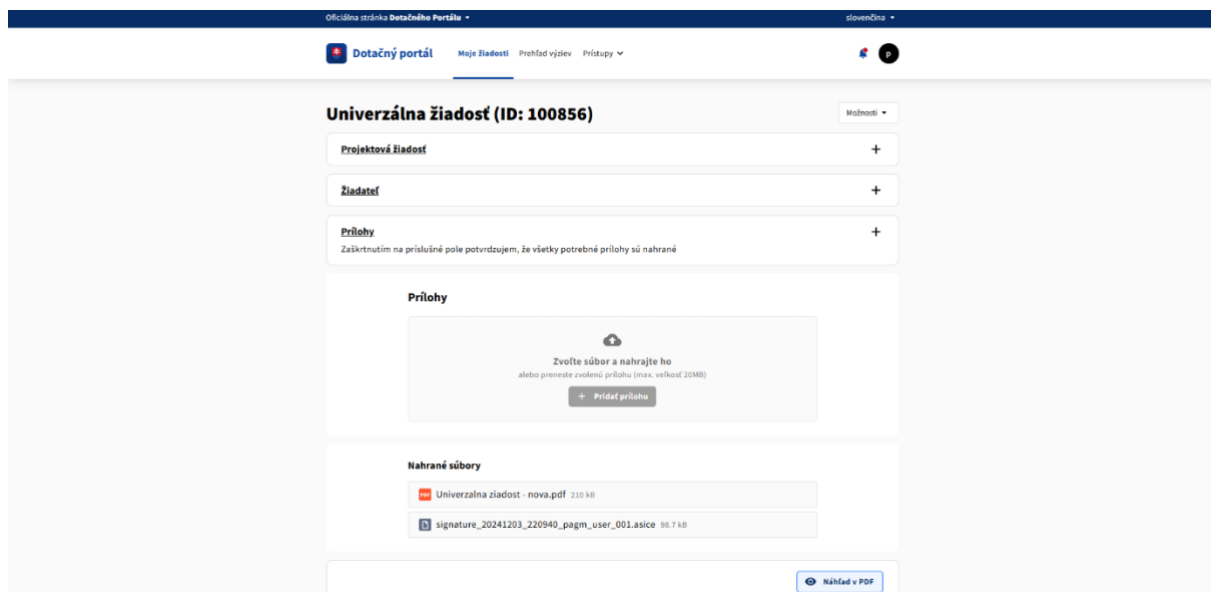 Oficiálna stránka Dotačného Portálu
slovenčina
Dotačný portál
Moje žiadosti
Prehľad výziev
Prístupy
P
Univerzálna žiadosť (ID: 100856)
Možnosti
Projektová žiadosť
Žiadateľ
Prílohy
Zaškrtnutím na príslušné pole potvrdzujem, že všetky potrebné prílohy sú nahrané
Prílohy
Zvoľte súbor a nahrajte ho
alebo preneste zvolenú prílohu (max. veľkosť 20MB)
+ Pridať prílohu
Nahrané súbory
PDF Univerzalna ziadost - nova.pdf 210 kB
signature_20241203_220940_pagm_user_001.asice 98.7 kB
Náhľad v PDF